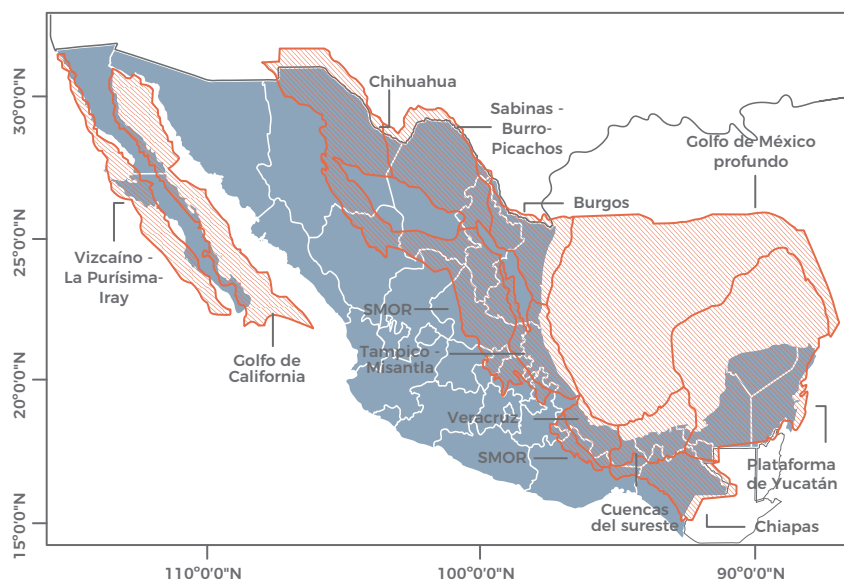 Chihuahua
Sabinas -
Burro-
Picachos
Golfo de México
profundo
Burgos
Vizcaíno -
La Purísima-
Iray
SMOR
Golfo de
California
Tampico -
Misantla
Veracruz
SMOR
Plataforma
de Yucatán
Cuencas
del sureste
Chiapas
30°0'0"N
25°0'0"N
20°0'0"N
15°0'0"N
110°0'0"N
100°0'0"N
90°0'0"N